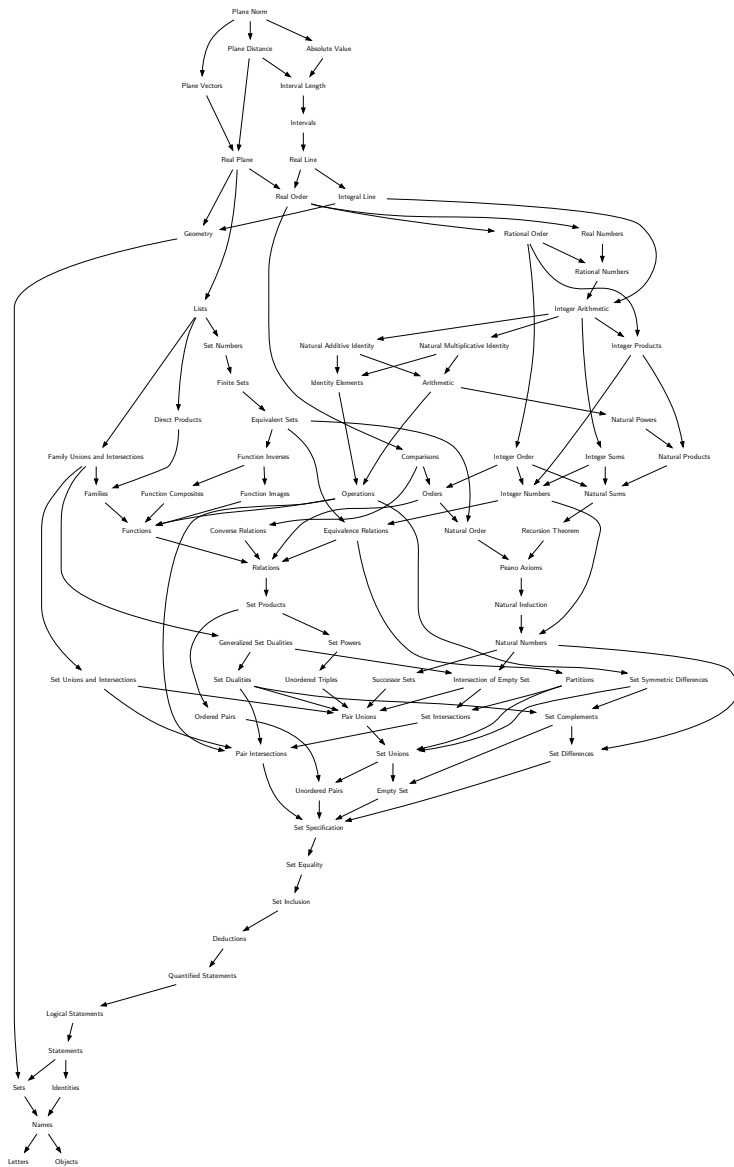 Plane Norm
Plane Distance
Absolute Value
Plane Vectors
Interval Length
Intervals
Real Plane
Real Line
Real Order
Integral Line
Geometry
Rational Order
Real Numbers
Rational Numbers
Lists
Integer Arithmetic
Set Numbers
Natural Additive Identity
Natural Multiplicative Identity
Integer Products
Finite Sets
Identity Elements
Arithmetic
Direct Products
Equivalent Sets
Natural Powers
Family Unions and Intersections
Function Inverses
Comparisons
Integer Order
Integer Sums
Natural Products
Families
Function Composites
Function Images
Operations
Orders
Integer Numbers
Natural Sums
Functions
Converse Relations
Equivalence Relations
Natural Order
Recursion Theorem
Relations
Peano Axioms
Set Products
Natural Induction
Generalized Set Dualities
Set Powers
Natural Numbers
Set Unions and Intersections
Set Dualities
Unordered Triples
Successor Sets
Intersection of Empty Set
Partitions
Set Symmetric Differences
Ordered Pairs
Pair Unions
Set Intersections
Set Complements
Pair Intersections
Set Unions
Set Differences
Unordered Pairs
Empty Set
Set Specification
Set Equality
Set Inclusion
Deductions
Quantified Statements
Logical Statements
Statements
Sets
Identities
Names
Letters
Objects